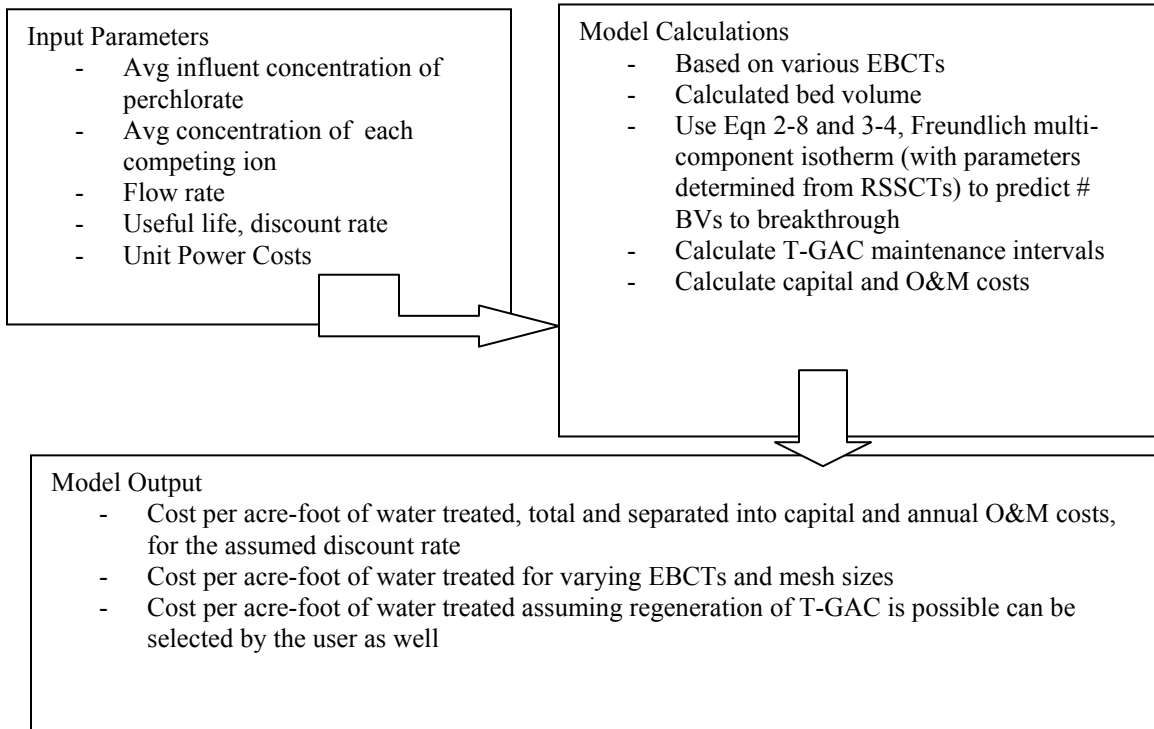 Input Parameters
- Avg influent concentration of
perchlorate
- Avg concentration of each
competing ion
- Flow rate
- Useful life, discount rate
- Unit Power Costs
Model Calculations
- Based on various EBCTs
- Calculated bed volume
- Use Eqn 2-8 and 3-4, Freundlich multi-
component isotherm (with parameters
determined from RSSCTs) to predict #
BVs to breakthrough
- Calculate T-GAC maintenance intervals
- Calculate capital and O&M costs
Model Output
- Cost per acre-foot of water treated, total and separated into capital and annual O&M costs,
for the assumed discount rate
- Cost per acre-foot of water treated for varying EBCTs and mesh sizes
- Cost per acre-foot of water treated assuming regeneration of T-GAC is possible can be
selected by the user as well